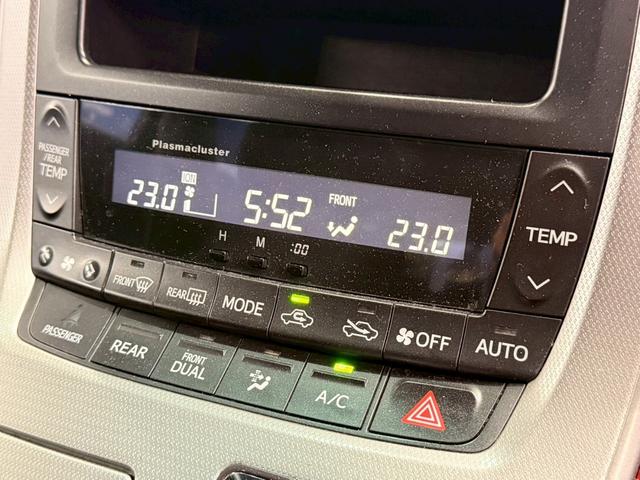 Plasmacluster
PASSENGER
/REAR
TEMP
23.0
ION
5:52
FRONT
23.0
TEMP
H
M
:00
FRONT
REAR
MODE
OFF
AUTO
PASSENGER
REAR
FRONT
DUAL
A/C